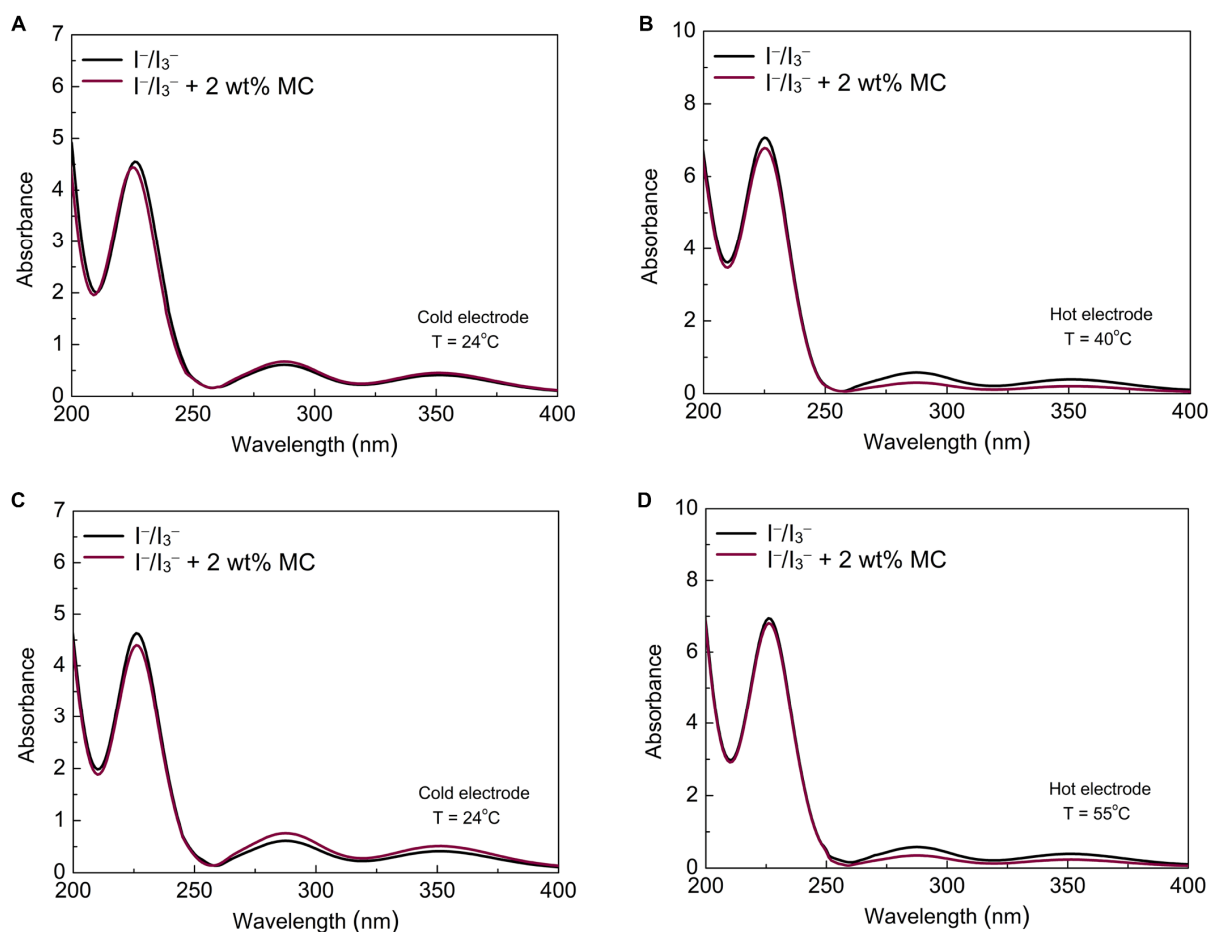 A
7
6
5
4
3
2
1
0
Absorbance
I⁻/I₃⁻
I⁻/I₃⁻ + 2 wt% MC
Cold electrode
T = 24°C
200
250
300
350
400
Wavelength (nm)
B
10
8
6
4
2
0
Absorbance
I⁻/I₃⁻
I⁻/I₃⁻ + 2 wt% MC
Hot electrode
T = 40°C
200
250
300
350
400
Wavelength (nm)
C
7
6
5
4
3
2
1
0
Absorbance
I⁻/I₃⁻
I⁻/I₃⁻ + 2 wt% MC
Cold electrode
T = 24°C
200
250
300
350
400
Wavelength (nm)
D
10
8
6
4
2
0
Absorbance
I⁻/I₃⁻
I⁻/I₃⁻ + 2 wt% MC
Hot electrode
T = 55°C
200
250
300
350
400
Wavelength (nm)